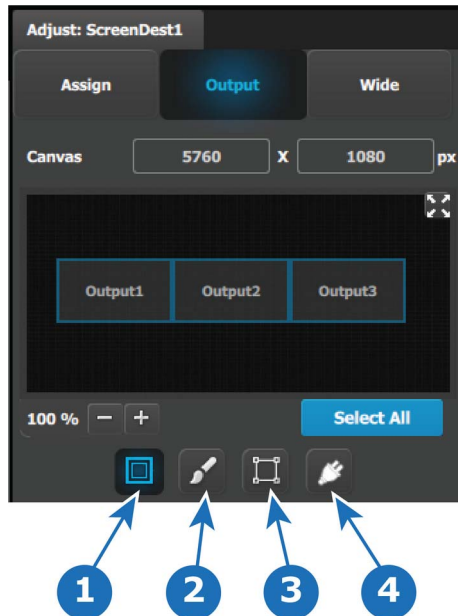 Adjust: ScreenDest1
Assign Output Wide
Canvas 5760 X 1080 px
Output1 Output2 Output3
100 % − + Select All
1 2 3 4